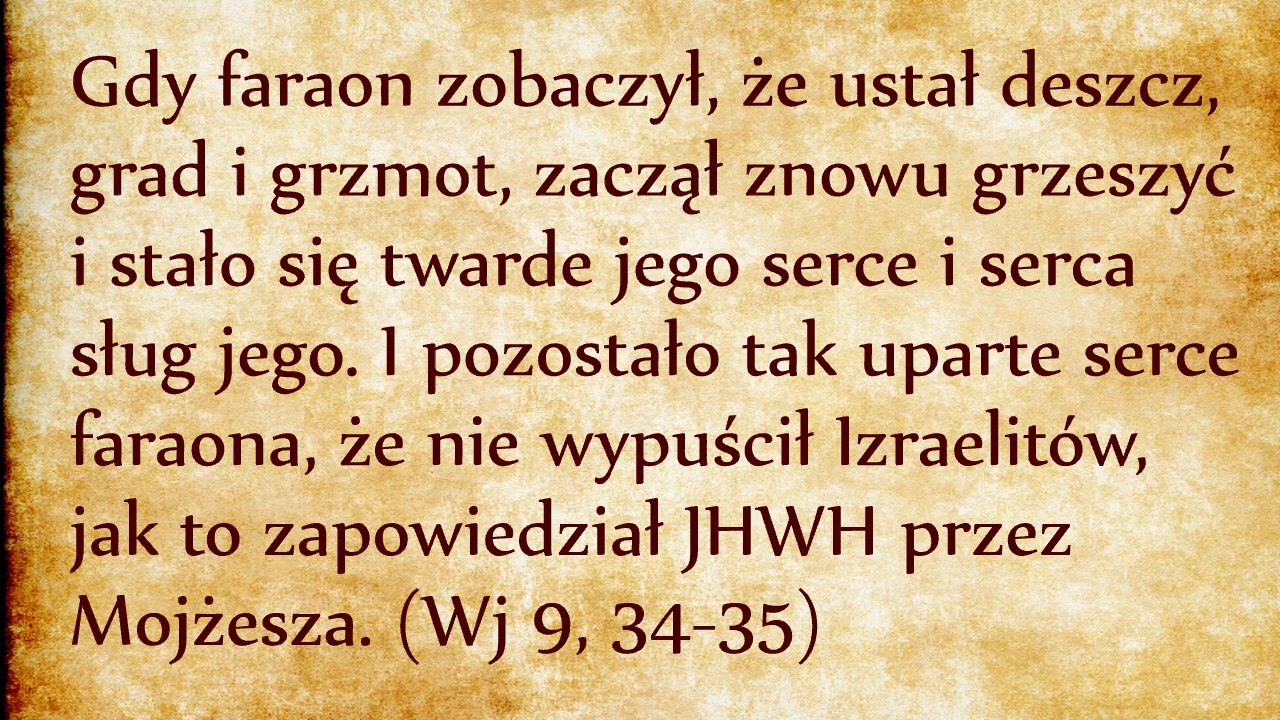 Gdy faraon zobaczył, że ustał deszcz,
grad i grzmot, zaczął znowu grzeszyć
i stało się twarde jego serce i serca
sług jego. I pozostało tak uparte serce
faraona, że nie wypuścił Izraelitów,
jak to zapowiedział JHWH przez
Mojżesza. (Wj 9, 34-35)